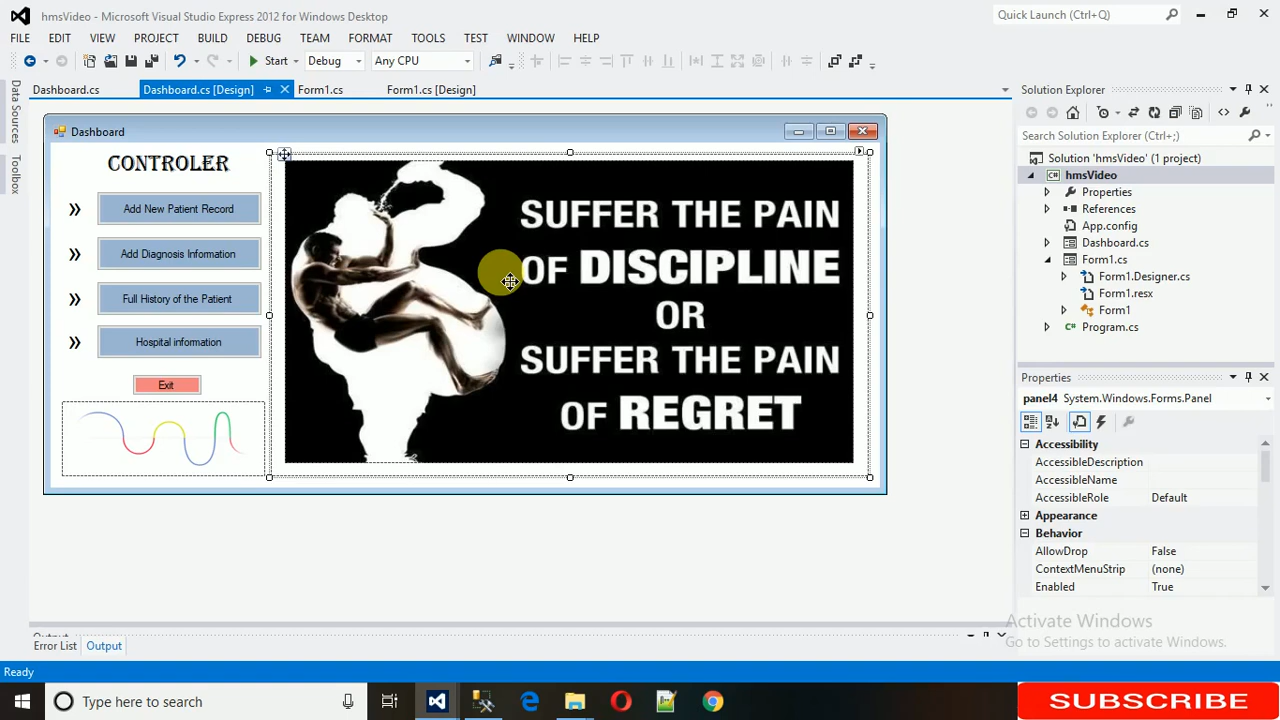 hmsVideo - Microsoft Visual Studio Express 2012 for Windows Desktop
Quick Launch (Ctrl+Q)
FILE EDIT VIEW PROJECT BUILD DEBUG TEAM FORMAT TOOLS TEST WINDOW HELP
Start Debug Any CPU
Data Sources
Toolbox
Dashboard.cs Dashboard.cs [Design] Form1.cs Form1.cs [Design]
Dashboard
CONTROLER
Add New Patient Record
Add Diagnosis Information
Full History of the Patient
Hospital information
Exit
SUFFER THE PAIN
OF DISCIPLINE
OR
SUFFER THE PAIN
OF REGRET
Solution Explorer
Search Solution Explorer (Ctrl+;)
Solution 'hmsVideo' (1 project)
hmsVideo
Properties
References
App.config
Dashboard.cs
Form1.cs
Form1.Designer.cs
Form1.resx
Form1
Program.cs
Properties
panel4 System.Windows.Forms.Panel
Accessibility
AccessibleDescription
AccessibleName
AccessibleRole Default
Appearance
Behavior
AllowDrop False
ContextMenuStrip (none)
Enabled True
Activate Windows
Go to Settings to activate Windows.
Output
Error List Output
Ready
Type here to search
SUBSCRIBE